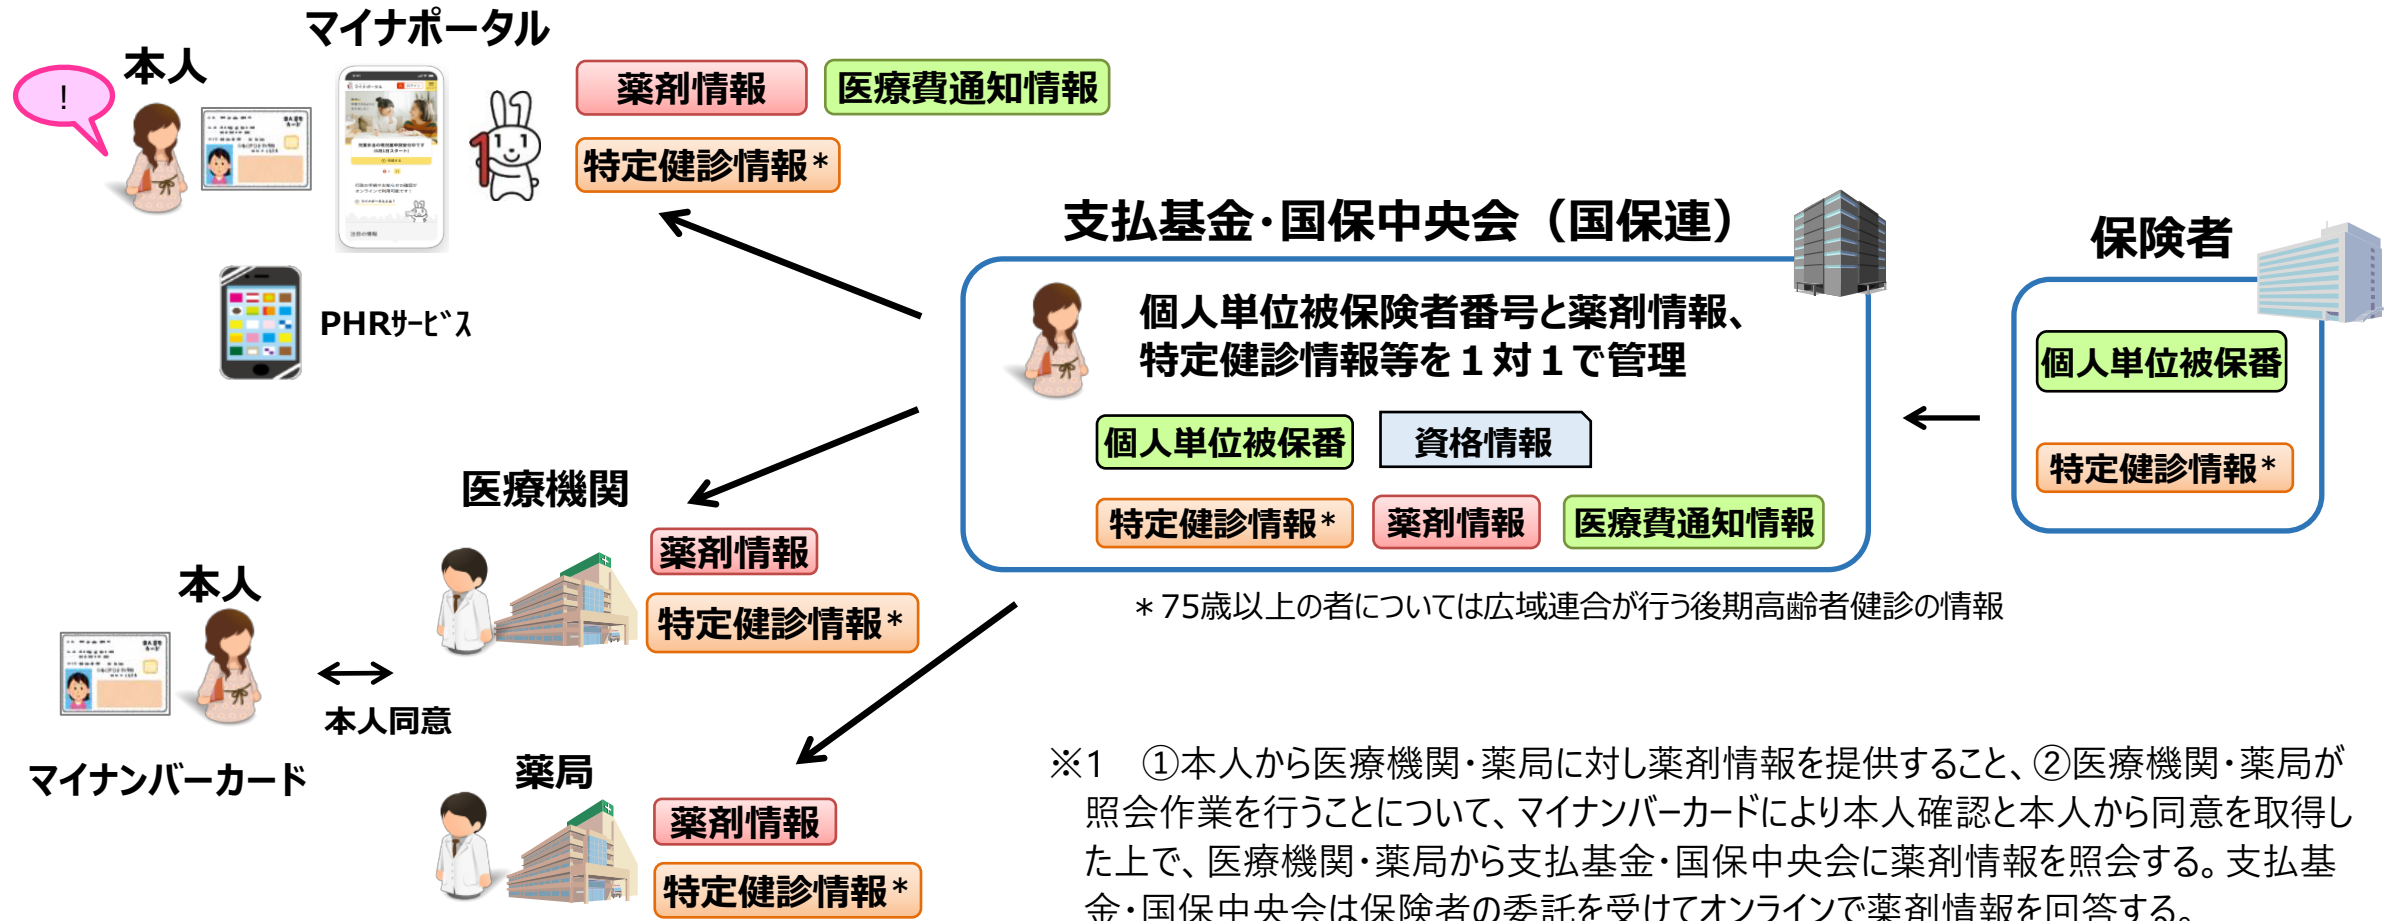 マイナポータル
本人
!
薬剤情報
医療費通知情報
特定健診情報*
PHRサービス
支払基金・国保中央会（国保連）
個人単位被保険者番号と薬剤情報、
特定健診情報等を１対１で管理
個人単位被保番
資格情報
特定健診情報*
薬剤情報
医療費通知情報
保険者
個人単位被保番
特定健診情報*
＊75歳以上の者については広域連合が行う後期高齢者健診の情報
医療機関
薬剤情報
特定健診情報*
本人
本人同意
マイナンバーカード
薬局
薬剤情報
特定健診情報*
※1　①本人から医療機関・薬局に対し薬剤情報を提供すること、②医療機関・薬局が
照会作業を行うことについて、マイナンバーカードにより本人確認と本人から同意を取得し
た上で、医療機関・薬局から支払基金・国保中央会に薬剤情報を照会する。支払基
金・国保中央会は保険者の委託を受けてオンラインで薬剤情報を回答する。